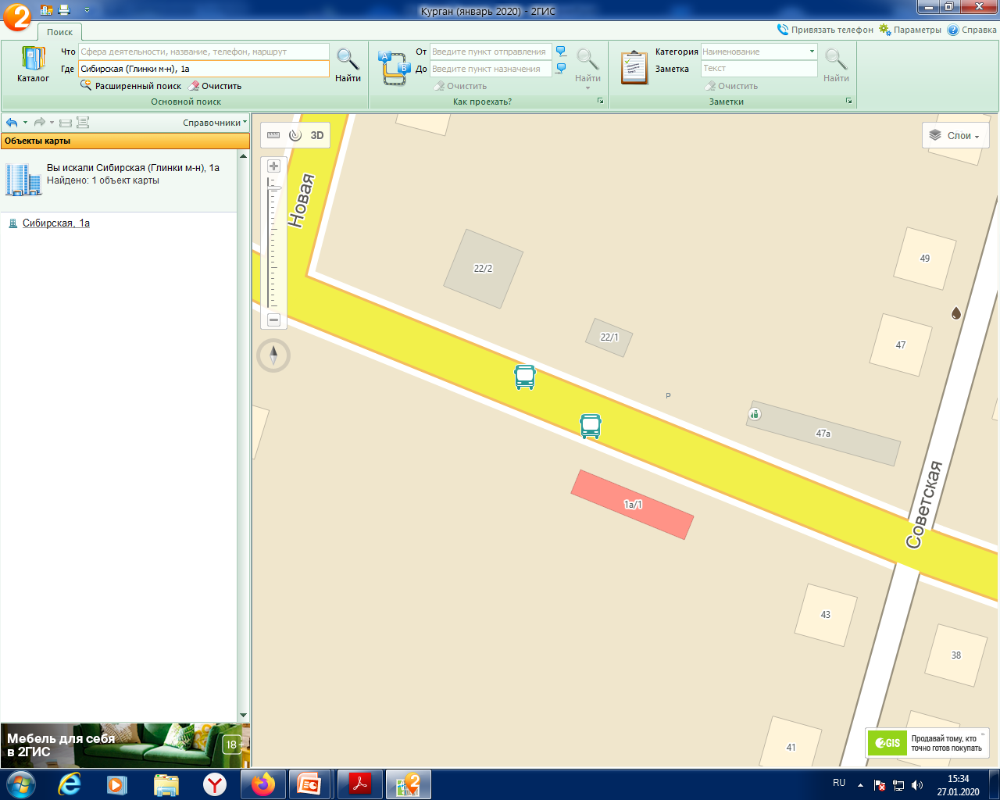 Курган (январь 2020) - 2ГИС
Поиск
Привязать телефон
Параметры
Справка
Каталог
Что
Сфера деятельности, название, телефон, маршрут
Где
Сибирская (Глинки м-н), 1а
Найти
Расширенный поиск
Очистить
Основной поиск
От
Введите пункт отправления
До
Введите пункт назначения
Найти
Очистить
Как проехать?
Категория
Наименование
Заметка
Текст
Найти
Очистить
Заметки
Справочники
Объекты карты
Вы искали Сибирская (Глинки м-н), 1а
Найдено: 1 объект карты
Сибирская, 1а
3D
Слои
Новая
22/2
49
22/1
47
P
47а
Советская
1а/1
43
38
41
Мебель для себя
в 2ГИС
18
2GIS
Продавай тому, кто
точно готов покупать
RU
15:34
27.01.2020